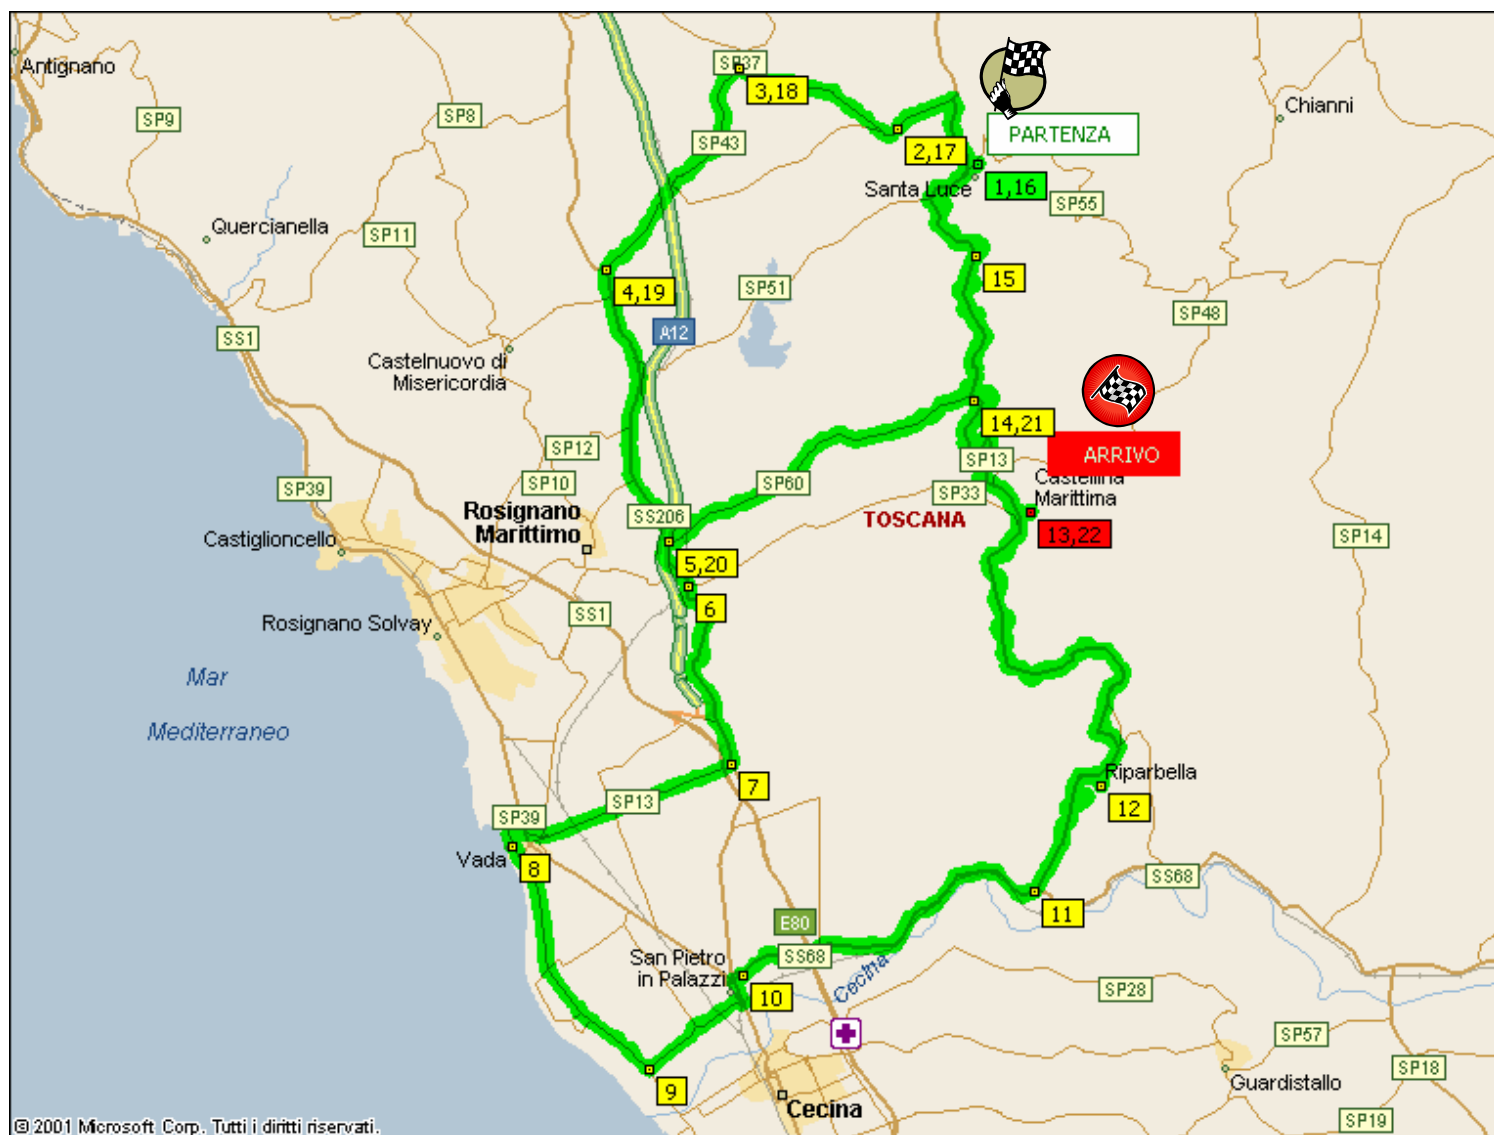 Antignano
SP9
SP8
SP37
3,18
SP43
2,17
PARTENZA
Chianni
Santa Luce
1,16
SP55
Quercianella
SP11
15
4,19
SP51
SP48
SS1
A12
Castelnuovo di
Misericordia
14,21
ARRIVO
SP12
SP10
SP13
SP60
SP33
Castellina
Marittima
SP39
Rosignano
Marittimo
SS206
TOSCANA
13,22
SP14
Castiglioncello
5,20
6
SS1
Rosignano Solvay
Mar
Mediterraneo
Riparbella
7
SP13
12
SP39
Vada
8
SS68
11
E80
San Pietro
in Palazzi
SS68
Cecina
10
SP28
SP57
9
Guardistallo
SP18
Cecina
SP19
© 2001 Microsoft Corp. Tutti i diritti riservati.